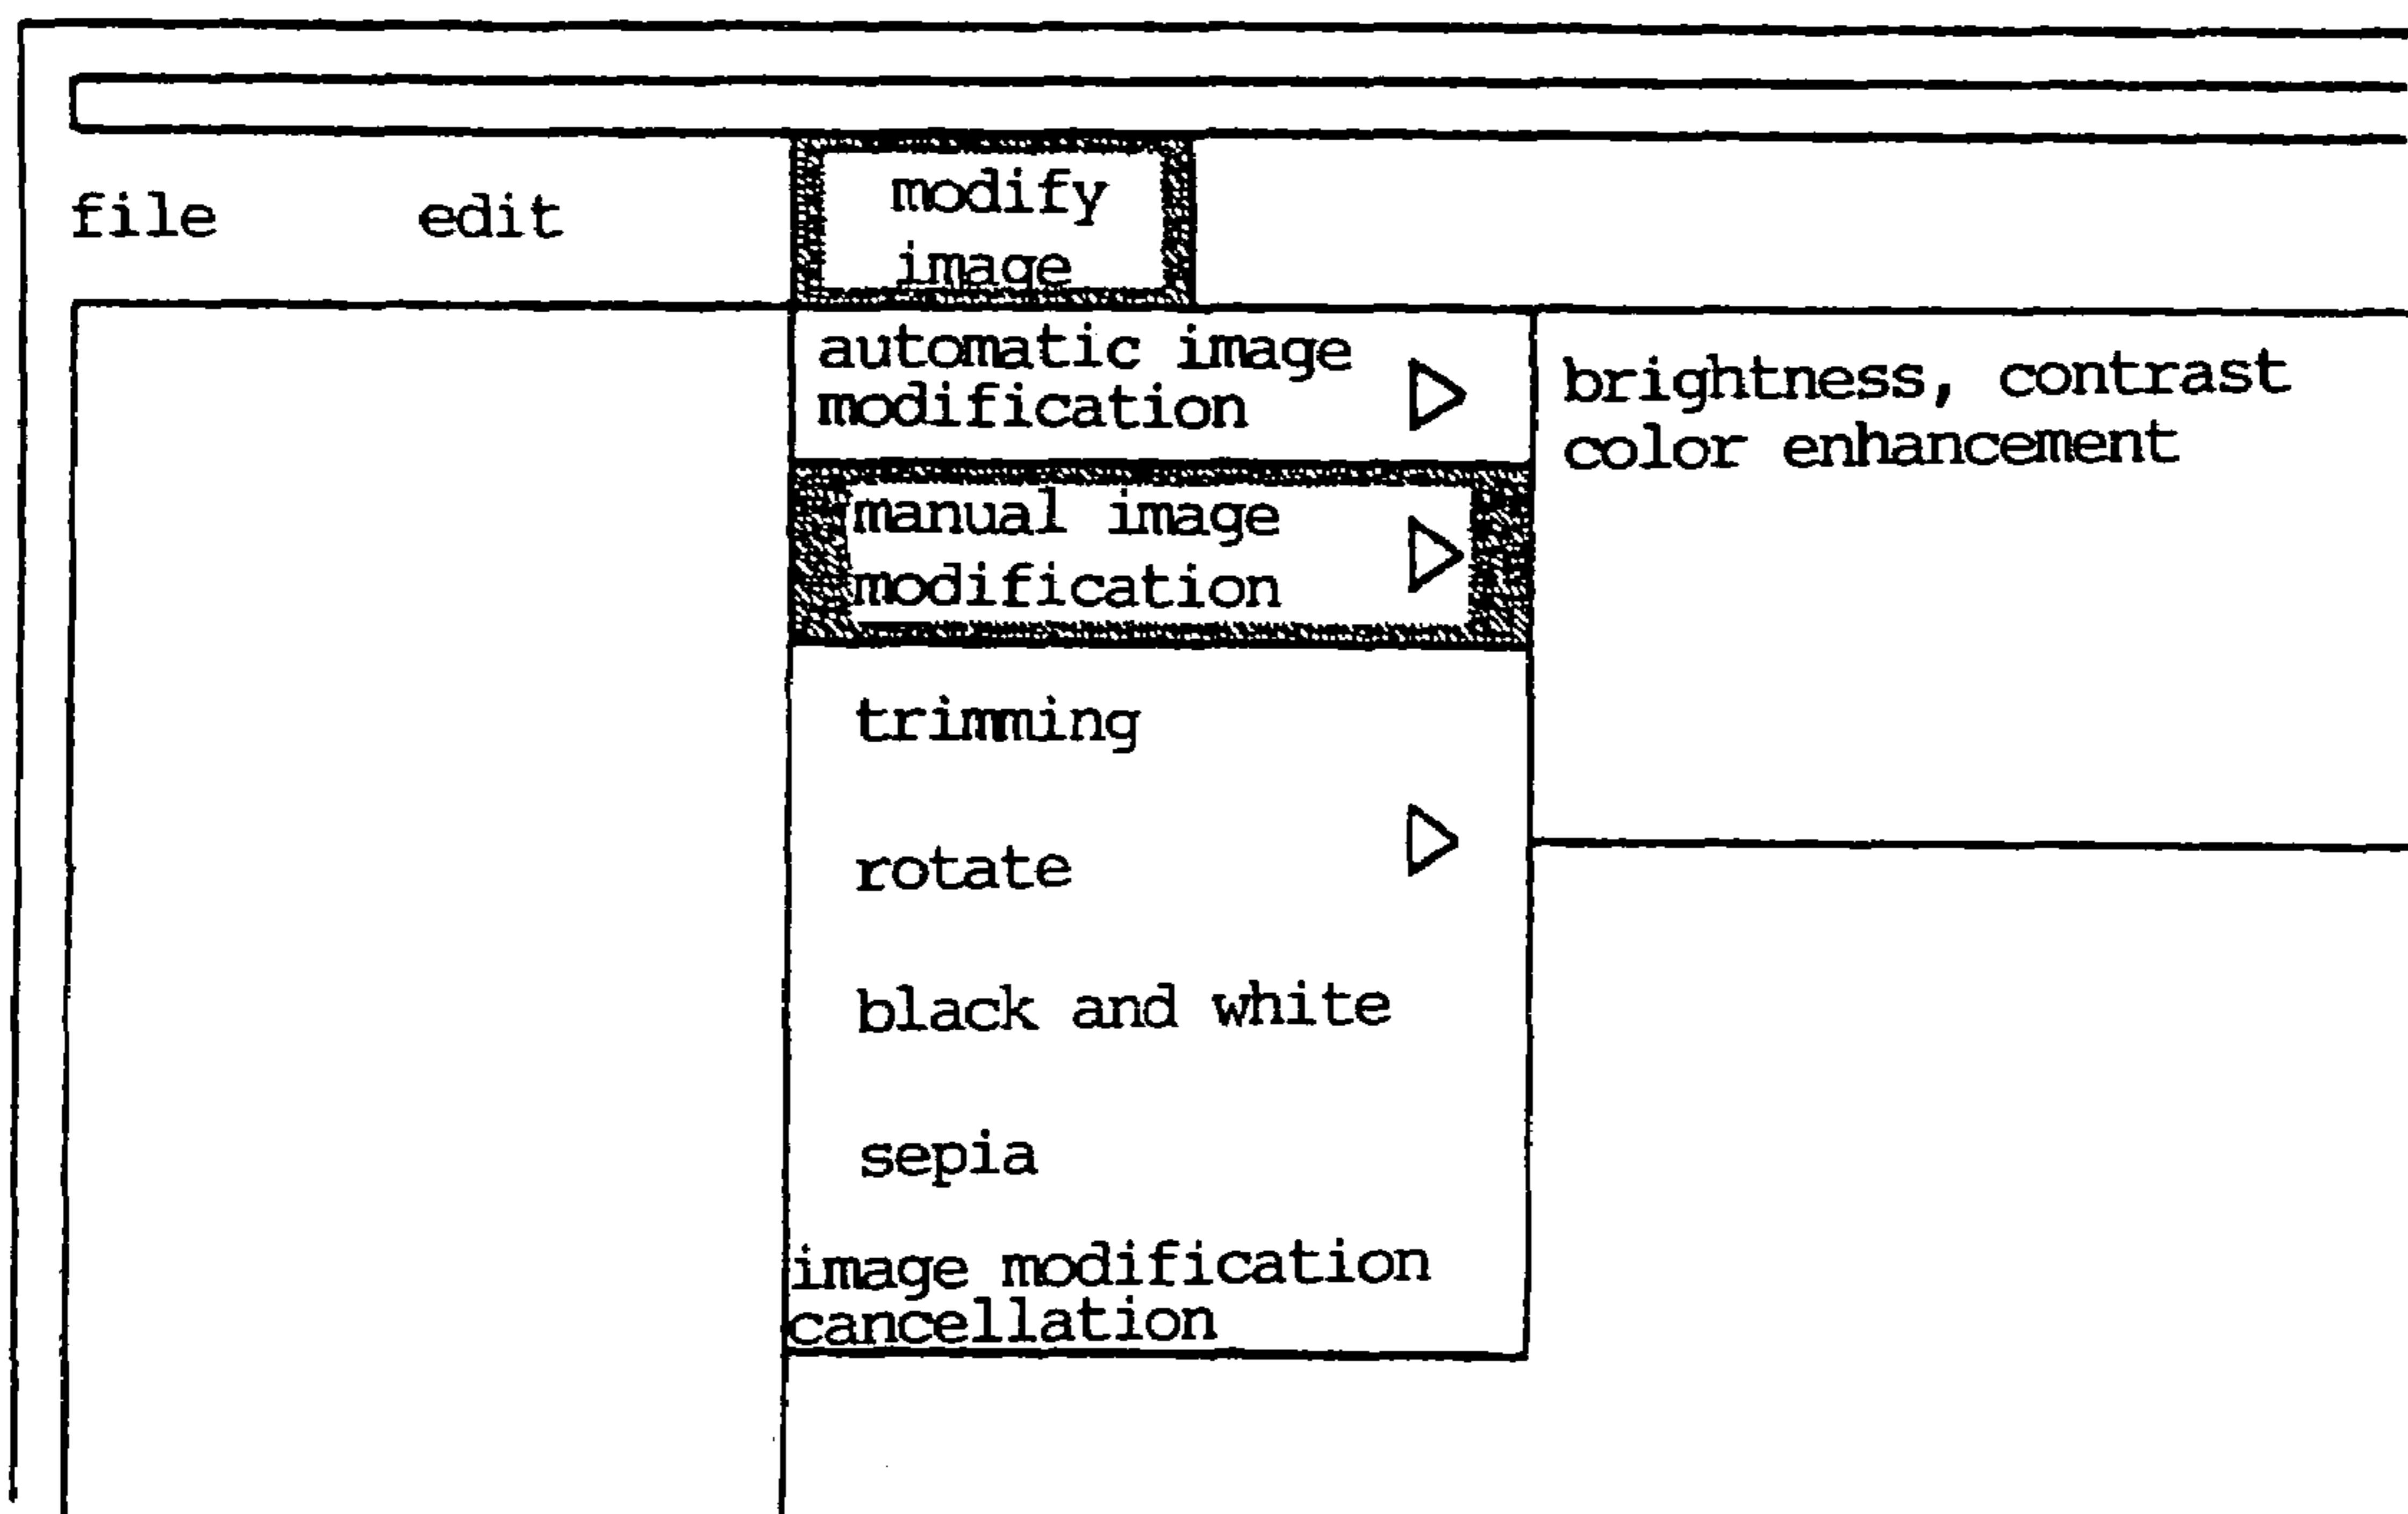 file edit modify
image
automatic image
modification
brightness, contrast
color enhancement
manual image
modification
trimming
rotate
black and white
sepia
image modification
cancellation